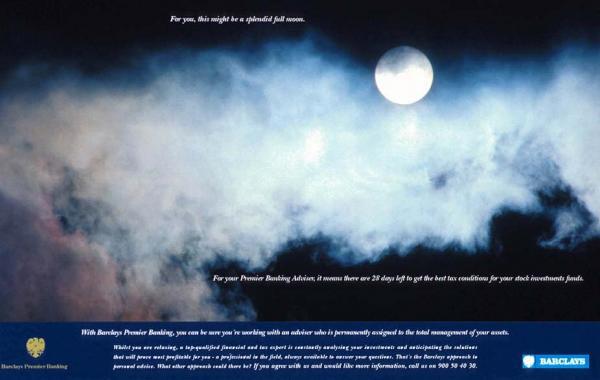 For you, this might be a splendid full moon.
For your Premier Banking Adviser, it means there are 28 days left to get the best tax conditions for your stock investments funds.
With Barclays Premier Banking, you can be sure you're working with an adviser who is permanently assigned to the total management of your assets.
Whilst you are relaxing, a top-qualified financial and tax expert is constantly analysing your investments and anticipating the solutions
that will prove most profitable for you - a professional in the field, always available to answer your questions. That's the Barclays approach to
personal advice. What other approach could there be? If you agree with us and would like more information, call us on 900 50 40 30.
Barclays Premier Banking
BARCLAYS